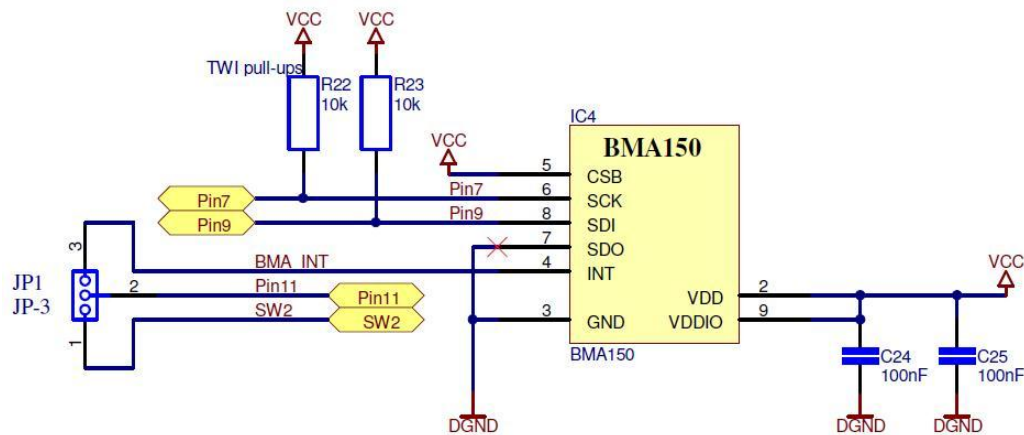 VCC VCC
TWI pull-ups
R22 R23
10k 10k
IC4
BMA150
VCC
5 CSB
Pin7 Pin7 6 SCK
Pin9 Pin9 8 SDI
7 SDO
3 BMA_INT 4 INT
JP1
JP-3
2 Pin11 Pin11
SW2 SW2
1
3 GND
VDD 2 VCC
VDDIO 9
BMA150
C24 C25
100nF 100nF
DGND DGND DGND